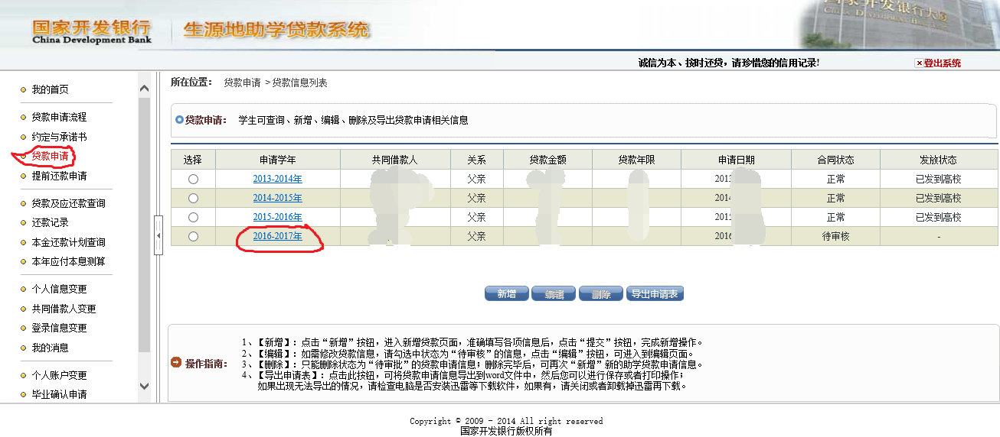 国家开发银行
China Development Bank
生源地助学贷款系统
国家开发银行大厦
China Development Bank
诚信为本、按时还贷，请珍惜您的信用记录!
登出系统
我的首页
贷款申请流程
约定与承诺书
贷款申请
提前还款申请
贷款及应还款查询
还款记录
本金还款计划查询
本年应付本息测算
个人信息变更
共同借款人变更
登录信息变更
我的消息
个人账户变更
毕业确认申请
所在位置： 贷款申请 > 贷款信息列表
贷款申请： 学生可查询、新增、编辑、删除及导出贷款申请相关信息
选择 申请学年 共同借款人 关系 贷款金额 贷款年限 申请日期 合同状态 发放状态
2013-2014年 父亲 2013 正常 已发到高校
2014-2015年 父亲 2014 正常 已发到高校
2015-2016年 父亲 201 正常 已发到高校
2016-2017年 父亲 2016 待审核 -
新增 编辑 删除 导出申请表
操作指南：
1、【新增】：点击“新增”按钮，进入新增贷款页面，准确填写各项信息后，点击“提交”按钮，完成新增操作。
2、【编辑】：如需修改贷款信息，请勾选中状态为“待审核”的信息，点击“编辑”按钮，可进入到编辑页面。
3、【删除】：只能删除状态为“待审批”的贷款申请信息；删除完毕后，可再次“新增”新的助学贷款申请信息。
4、【导出申请表】：点击此按钮，可将贷款申请信息导出到word文件中，然后您可以进行保存或者打印操作；
如果出现无法导出的情况，请检查电脑是否安装迅雷等下载软件，如果有，请关闭或者卸载掉迅雷再下载。
Copyright © 2009 - 2014 All right reserved
国家开发银行版权所有